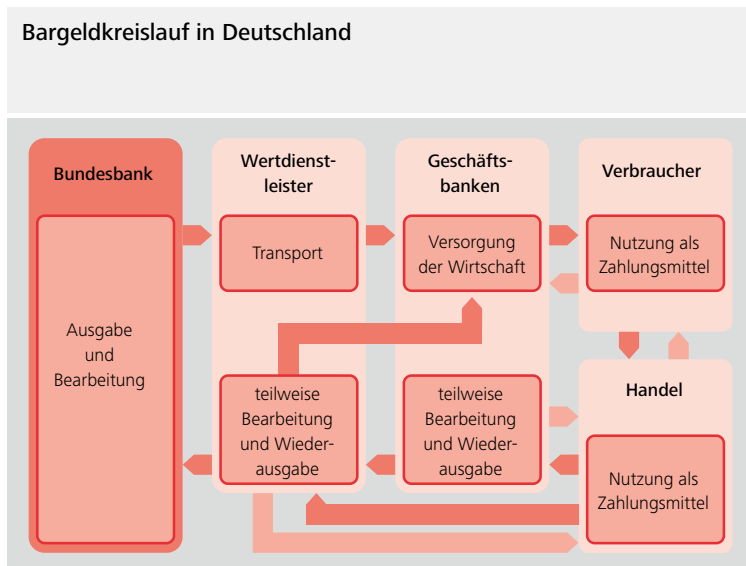 Bargeldkreislauf in Deutschland
Bundesbank
Ausgabe
und
Bearbeitung
Wertdienst-
leister
Transport
teilweise
Bearbeitung
und Wieder-
ausgabe
Geschäfts-
banken
Versorgung
der Wirtschaft
teilweise
Bearbeitung
und Wieder-
ausgabe
Verbraucher
Nutzung als
Zahlungsmittel
Handel
Nutzung als
Zahlungsmittel